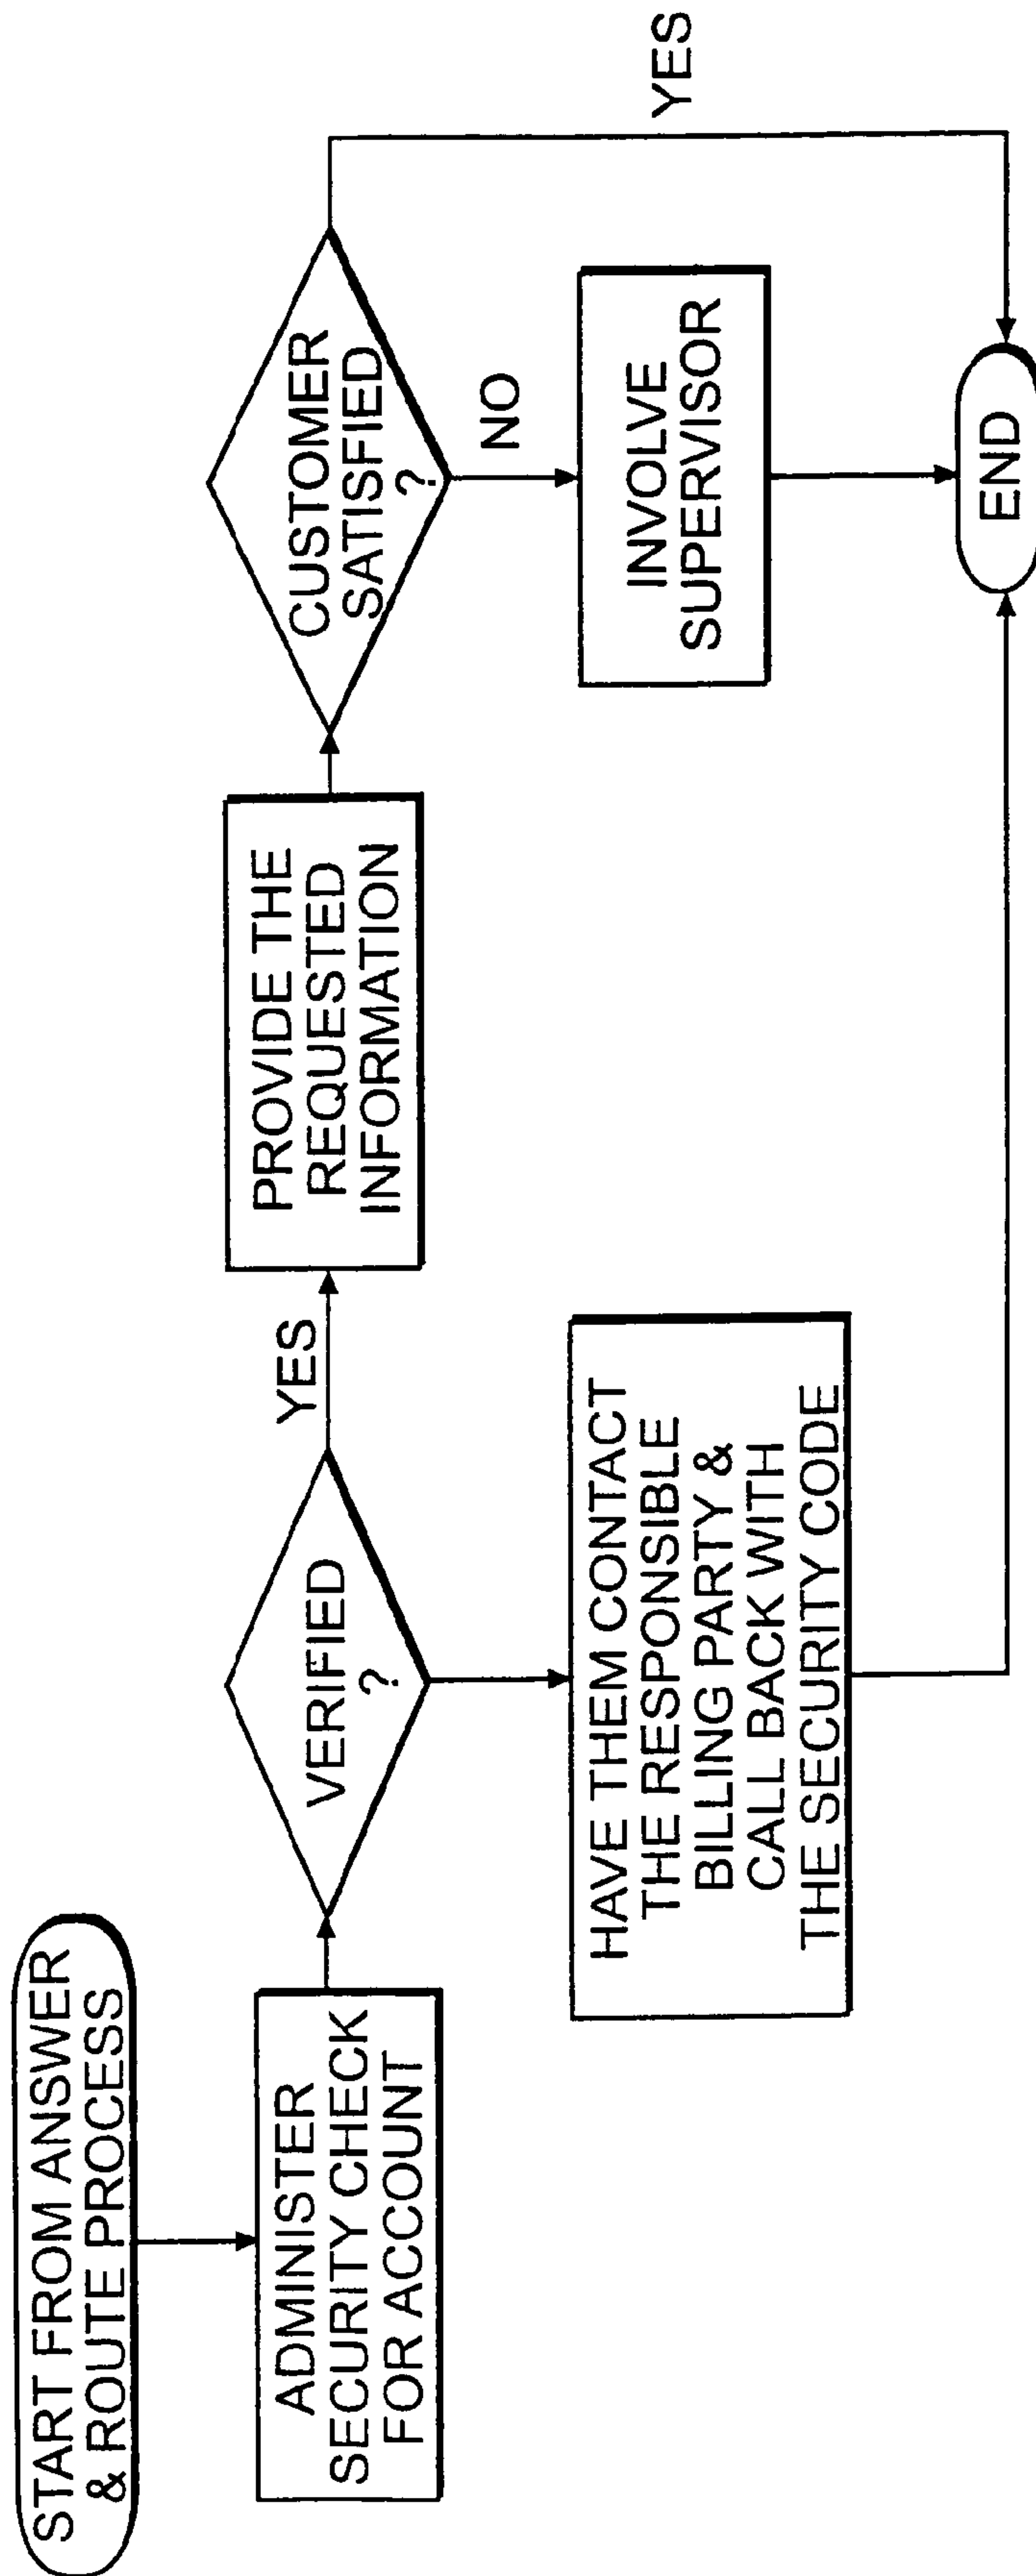 START FROM ANSWER
& ROUTE PROCESS
ADMINISTER
SECURITY CHECK
FOR ACCOUNT
VERIFIED
?
YES
HAVE THEM CONTACT
THE RESPONSIBLE
BILLING PARTY &
CALL BACK WITH
THE SECURITY CODE
PROVIDE THE
REQUESTED
INFORMATION
CUSTOMER
SATISFIED
?
NO
YES
INVOLVE
SUPERVISOR
END